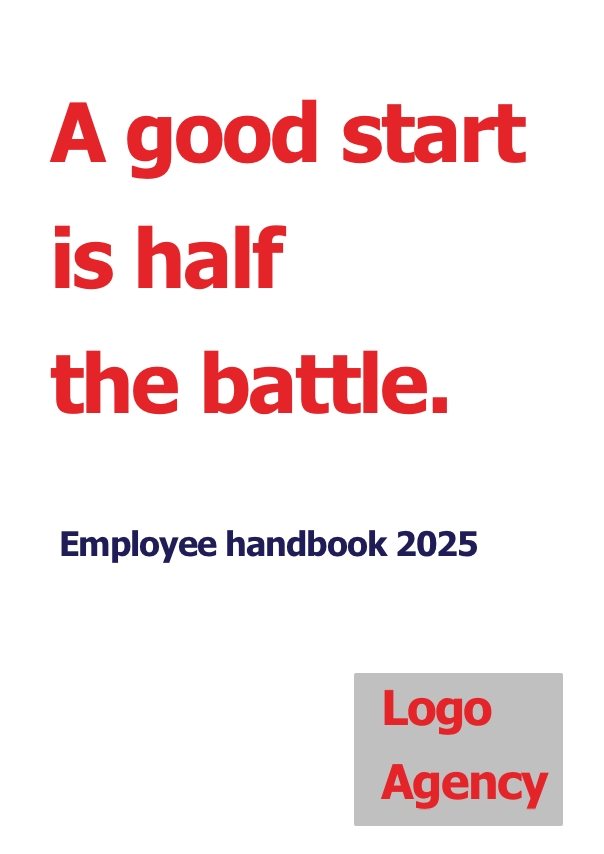 A good start
is half
the battle.
Employee handbook 2025
Logo
Agency